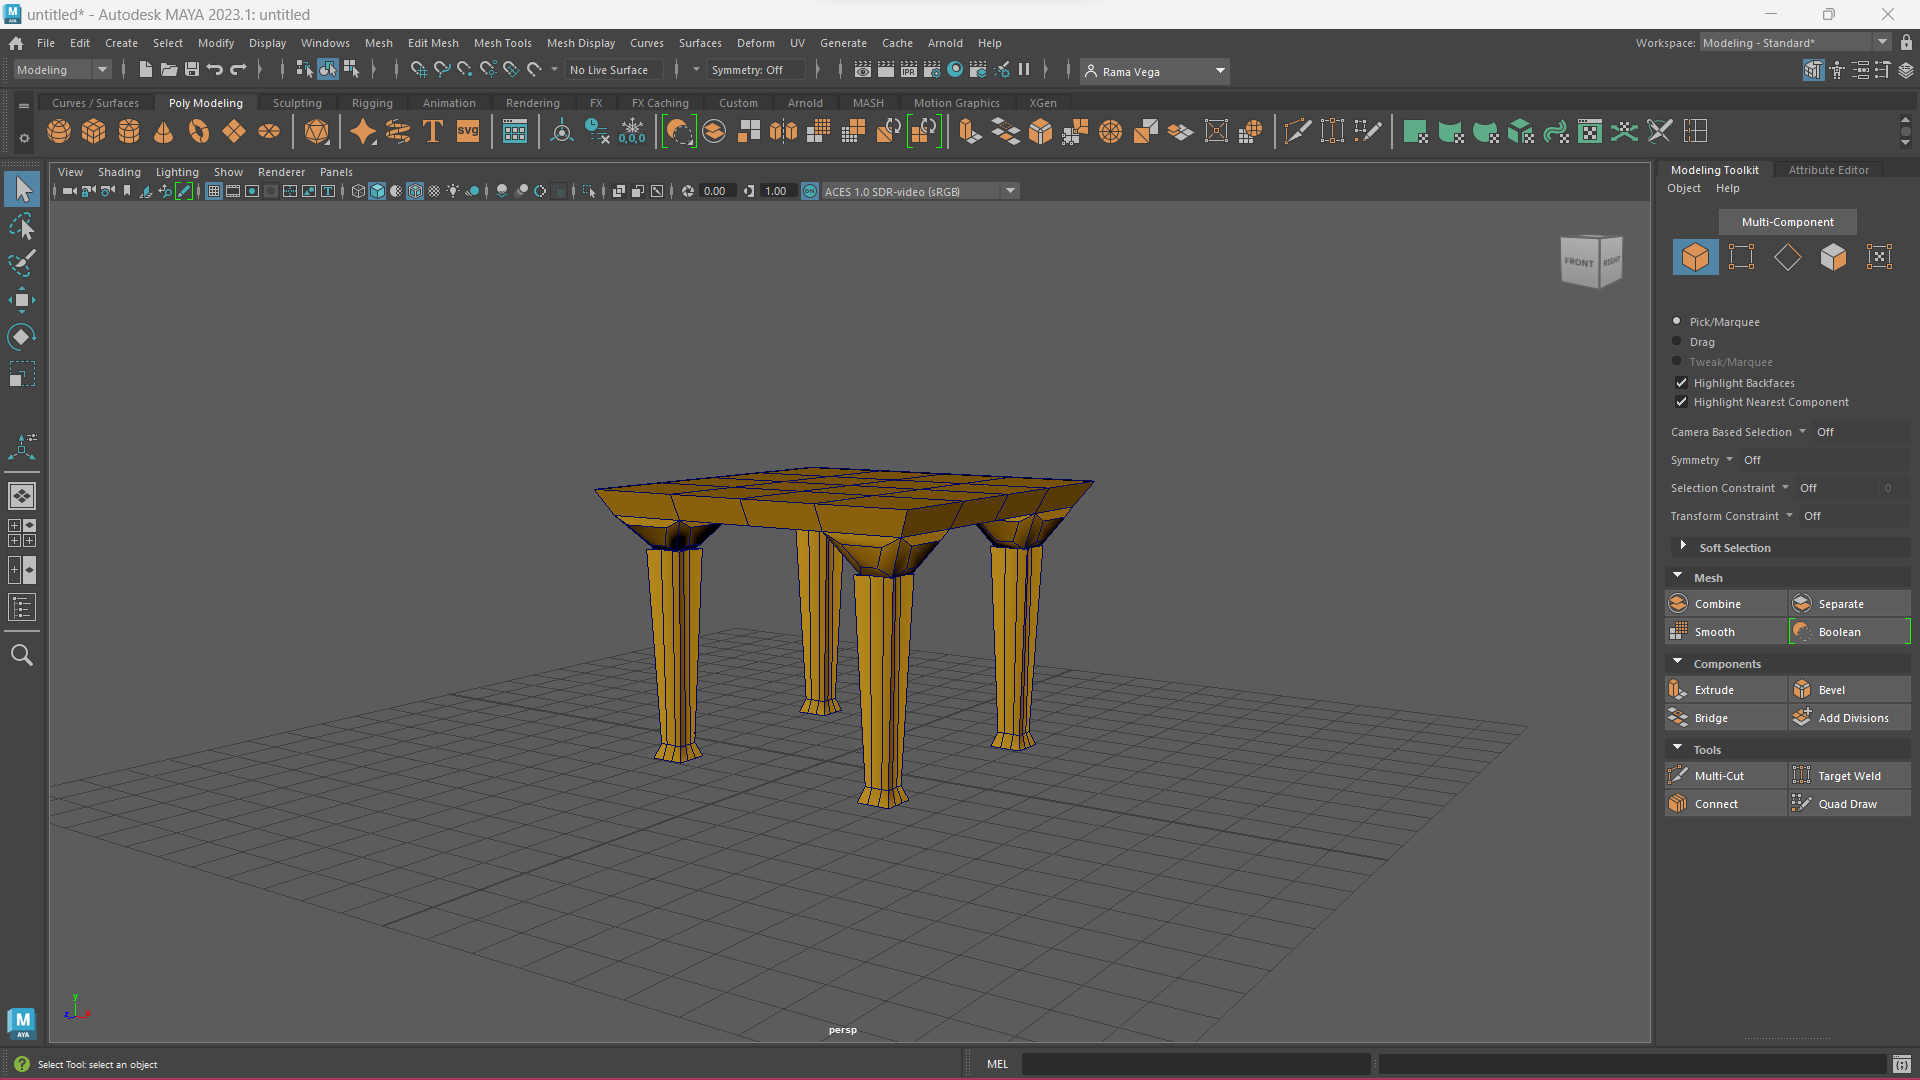 untitled* - Autodesk MAYA 2023.1: untitled
File Edit Create Select Modify Display Windows Mesh Edit Mesh Mesh Tools Mesh Display Curves Surfaces Deform UV Generate Cache Arnold Help
Workspace: Modeling - Standard*
Modeling No Live Surface Symmetry: Off IPR Rama Vega
Curves / Surfaces Poly Modeling Sculpting Rigging Animation Rendering FX FX Caching Custom Arnold MASH Motion Graphics XGen
T svg 0,0,0
View Shading Lighting Show Renderer Panels
0.00 1.00 ON ACES 1.0 SDR-video (sRGB)
Modeling Toolkit Attribute Editor
Object Help
Multi-Component
FRONT RIGHT
Pick/Marquee
Drag
Tweak/Marquee
Highlight Backfaces
Highlight Nearest Component
Camera Based Selection Off
Symmetry Off
Selection Constraint Off 0
Transform Constraint Off
Soft Selection
Mesh
Combine Separate
Smooth Boolean
Components
Extrude Bevel
Bridge Add Divisions
Tools
Multi-Cut Target Weld
Connect Quad Draw
y
z x
persp
M
AYA
Select Tool: select an object
MEL